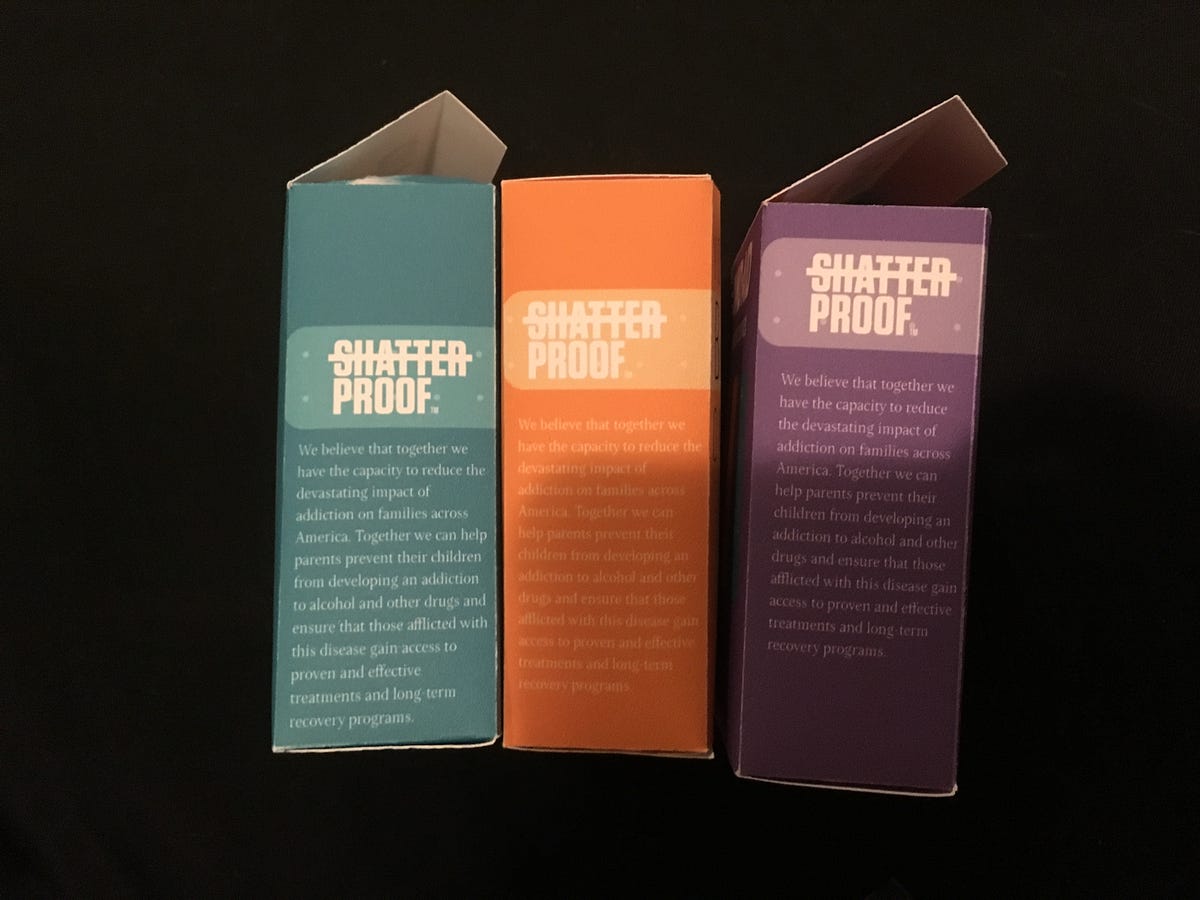 SHATTER
PROOF™
We believe that together we
have the capacity to reduce the
devastating impact of
addiction on families across
America. Together we can help
parents prevent their children
from developing an addiction
to alcohol and other drugs and
ensure that those afflicted with
this disease gain access to
proven and effective
treatments and long-term
recovery programs.
SHATTER
PROOF
We believe that together we
have the capacity to reduce the
devastating impact of
addiction on families across
America. Together we can
help parents prevent their
children from developing an
addiction to alcohol and other
drugs and ensure that those
afflicted with this disease gain
access to proven and effective
treatments and long-term
recovery programs.
SHATTER
PROOF
We believe that together we
have the capacity to reduce
the devastating impact of
addiction on families across
America. Together we can
help parents prevent their
children from developing an
addiction to alcohol and other
drugs and ensure that those
afflicted with this disease gain
access to proven and effective
treatments and long-term
recovery programs.